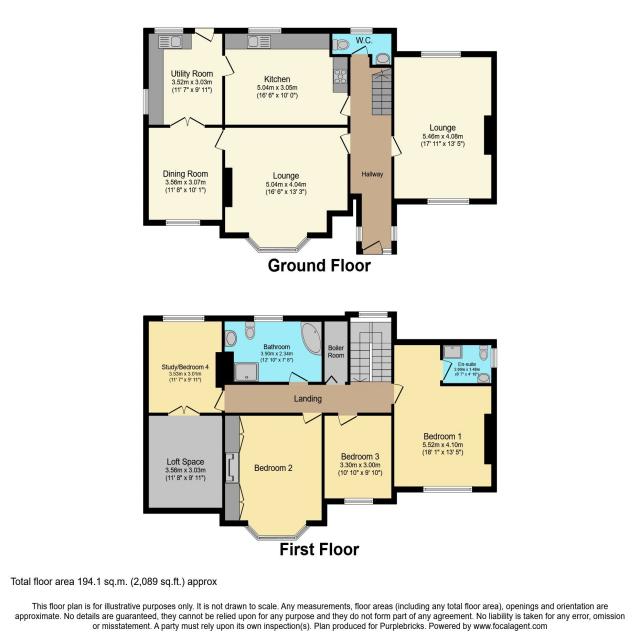 W.C.
Utility Room
3.52m x 3.03m
(11' 7" x 9' 11")
Kitchen
5.04m x 3.05m
(16' 6" x 10' 0")
Lounge
5.46m x 4.08m
(17' 11" x 13' 5")
Dining Room
3.56m x 3.07m
(11' 8" x 10' 1")
Lounge
5.04m x 4.04m
(16' 6" x 13' 3")
Hallway
Ground Floor
Bathroom
3.90m x 2.34m
(12' 10" x 7' 8")
Boiler
Room
Study/Bedroom 4
3.53m x 3.01m
(11' 7" x 9' 11")
En-suite
Landing
Bedroom 1
5.52m x 4.10m
(18' 1" x 13' 5")
Loft Space
3.56m x 3.03m
(11' 8" x 9' 11")
Bedroom 2
Bedroom 3
3.30m x 3.00m
(10' 10" x 9' 10")
First Floor
Total floor area 194.1 sq.m. (2,089 sq.ft.) approx
This floor plan is for illustrative purposes only. It is not drawn to scale. Any measurements, floor areas (including any total floor area), openings and orientation are
approximate. No details are guaranteed, they cannot be relied upon for any purpose and they do not form part of any agreement. No liability is taken for any error, omission
or misstatement. A party must rely upon its own inspection(s). Plan produced for Purplebricks. Powered by www.focalagent.com